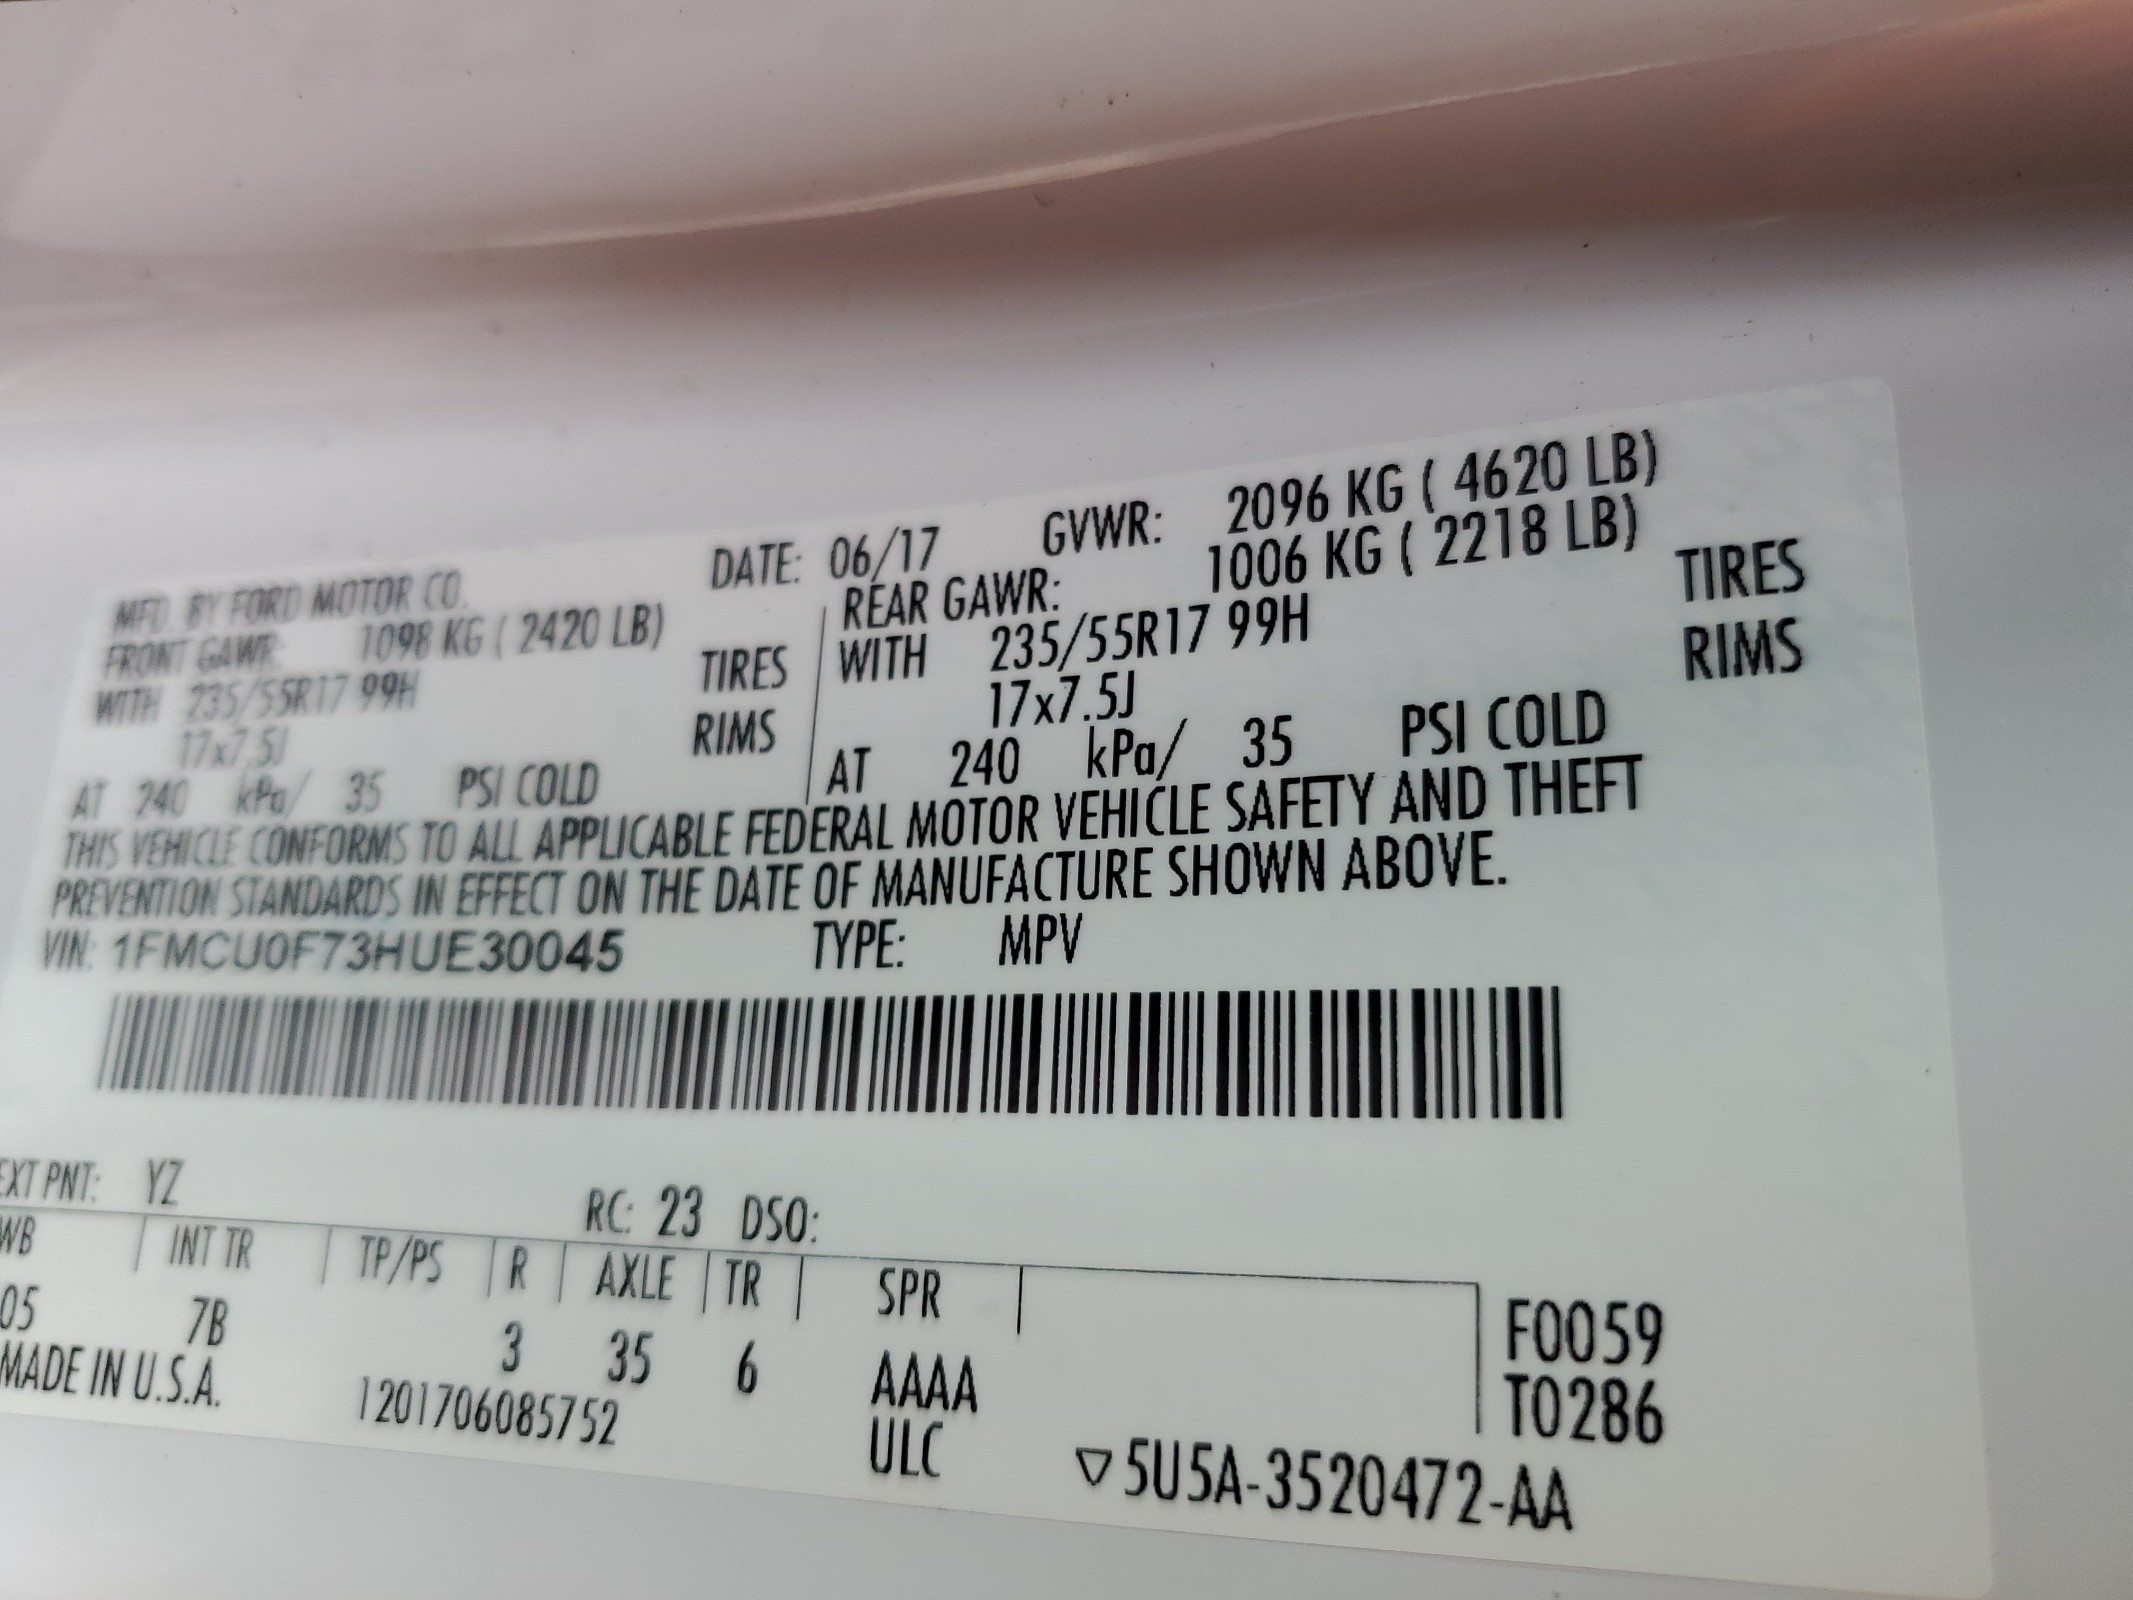 MFD. BY FORD MOTOR CO. DATE: 06/17 GVWR: 2096 KG ( 4620 LB)
FRONT GAWR: 1098 KG ( 2420 LB) REAR GAWR: 1006 KG ( 2218 LB)
WITH 235/55R17 99H TIRES WITH 235/55R17 99H TIRES
17x7.5J RIMS 17x7.5J RIMS
AT 240 kPa/ 35 PSI COLD AT 240 kPa/ 35 PSI COLD
THIS VEHICLE CONFORMS TO ALL APPLICABLE FEDERAL MOTOR VEHICLE SAFETY AND THEFT
PREVENTION STANDARDS IN EFFECT ON THE DATE OF MANUFACTURE SHOWN ABOVE.
VIN: 1FMCU0F73HUE30045 TYPE: MPV
EXT PNT: YZ RC: 23 DSO:
WB INT TR TP/PS R AXLE TR SPR
05 7B 3 35 6 AAAA F0059
MADE IN U.S.A. 1201706085752 ULC T0286
▽5U5A-3520472-AA